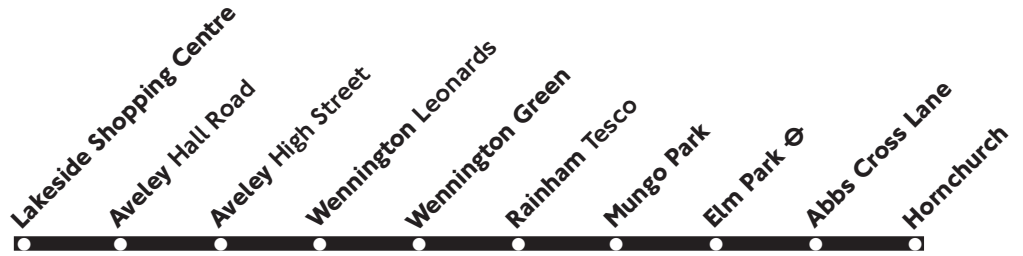 Lakeside Shopping Centre
Aveley Hall Road
Aveley High Street
Wennington Leonards
Wennington Green
Rainham Tesco
Mungo Park
Elm Park
Abbs Cross Lane
Hornchurch